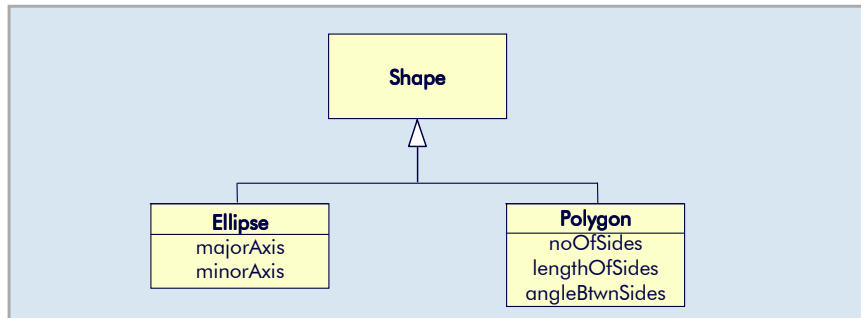 Shape
Ellipse
majorAxis
minorAxis
Polygon
noOfSides
lengthOfSides
angleBtwnSides